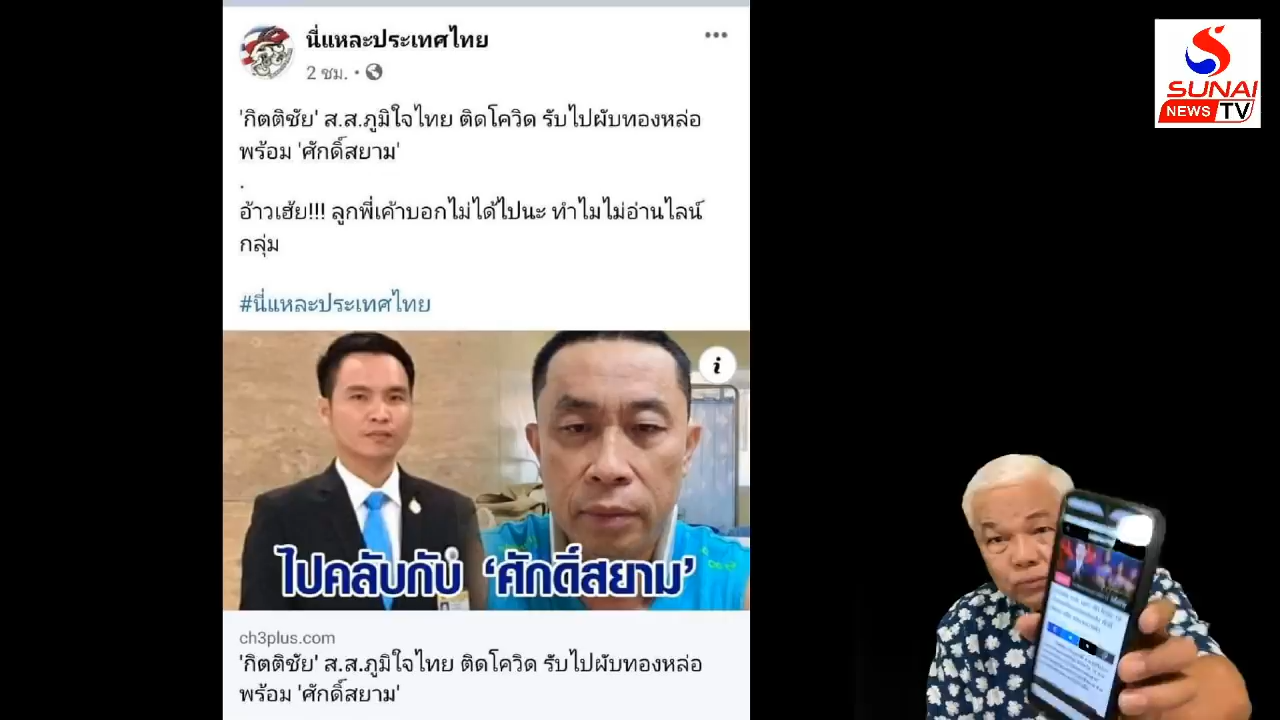 นี่แหละประเทศไทย
2 ชม.
'กิตติชัย' ส.ส.ภูมิใจไทย ติดโควิด รับไปผับทองหล่อ
พร้อม 'ศักดิ์สยาม'
.
อ้าวเฮ้ย!!! ลูกพี่เค้าบอกไม่ได้ไปนะ ทำไมไม่อ่านไลน์
กลุ่ม
#นี่แหละประเทศไทย
ไปคลับกับ 'ศักดิ์สยาม'
ch3plus.com
'กิตติชัย' ส.ส.ภูมิใจไทย ติดโควิด รับไปผับทองหล่อ
พร้อม 'ศักดิ์สยาม'
SUNAI
NEWS TV